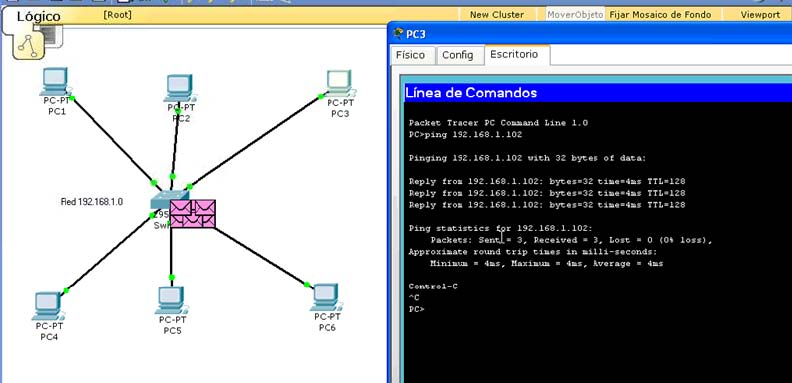 Lógico
[Root]
New Cluster
MoverObjeto
Fijar Mosaico de Fondo
Viewport
PC-PT
PC1
PC-PT
PC2
PC-PT
PC3
Red 192.168.1.0
PC-PT
PC4
PC-PT
PC5
PC-PT
PC6
PC3
Físico
Config
Escritorio
Línea de Comandos
Packet Tracer PC Command Line 1.0
PC>ping 192.168.1.102
Pinging 192.168.1.102 with 32 bytes of data:
Reply from 192.168.1.102: bytes=32 time=4ms TTL=128
Reply from 192.168.1.102: bytes=32 time=4ms TTL=128
Reply from 192.168.1.102: bytes=32 time=4ms TTL=128
Ping statistics for 192.168.1.102:
Packets: Sent = 3, Received = 3, Lost = 0 (0% loss),
Approximate round trip times in milli-seconds:
Minimum = 4ms, Maximum = 4ms, Average = 4ms
Control-C
^C
PC>